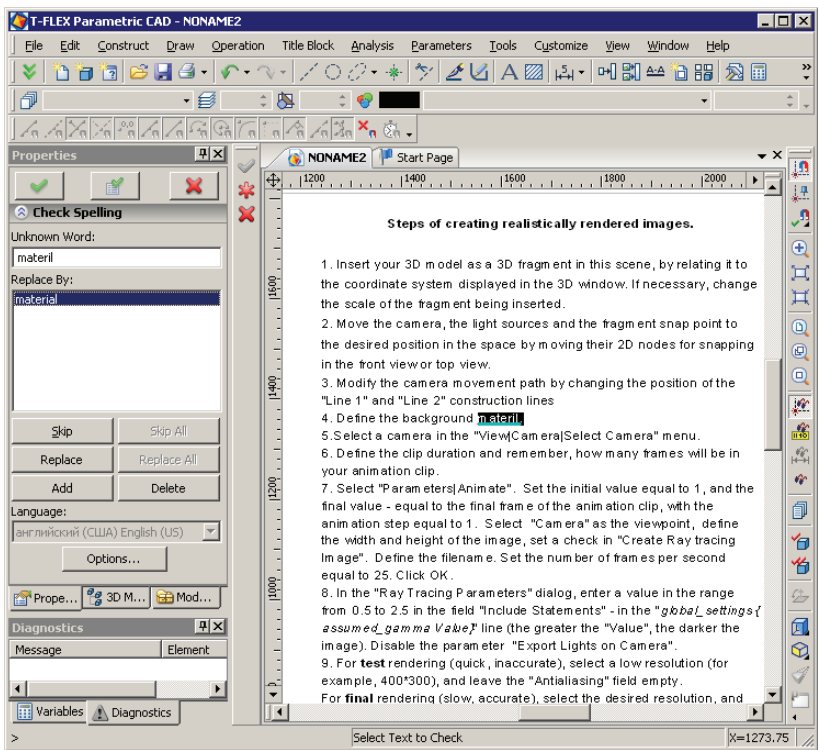 T-FLEX Parametric CAD - NONAME2
File Edit Construct Draw Operation Title Block Analysis Parameters Tools Customize View Window Help
Properties
Check Spelling
Unknown Word:
materil
Replace By:
material
Skip Skip All
Replace Replace All
Add Delete
Language:
английский (США) English (US)
Options...
Prope... 3D M... Mod...
Diagnostics
Message Element
Variables Diagnostics
NONAME2 Start Page
1200 1400 1600 1800 2000
1600
1400
1200
1000
Steps of creating realistically rendered images.
1. Insert your 3D model as a 3D fragment in this scene, by relating it to
the coordinate system displayed in the 3D window. If necessary, change
the scale of the fragment being inserted.
2. Move the camera, the light sources and the fragment snap point to
the desired position in the space by moving their 2D nodes for snapping
in the front view or top view.
3. Modify the camera movement path by changing the position of the
"Line 1" and "Line 2" construction lines
4. Define the background materil,
5.Select a camera in the "View|Camera|Select Camera" menu.
6. Define the clip duration and remember, how many frames will be in
your animation clip.
7. Select "Parameters|Animate". Set the initial value equal to 1, and the
final value - equal to the final frame of the animation clip, with the
animation step equal to 1. Select "Camera" as the viewpoint, define
the width and height of the image, set a check in "Create Ray tracing
Image". Define the filename. Set the number of frames per second
equal to 25. Click OK.
8. In the "Ray Tracing Parameters" dialog, enter a value in the range
from 0.5 to 2.5 in the field "Include Statements" - in the "global_settings{
assumed_gamma Value}" line (the greater the "Value", the darker the
image). Disable the parameter "Export Lights on Camera".
9. For test rendering (quick, inaccurate), select a low resolution (for
example, 400*300), and leave the "Antialiasing" field empty.
For final rendering (slow, accurate), select the desired resolution, and
> Select Text to Check X=1273.75